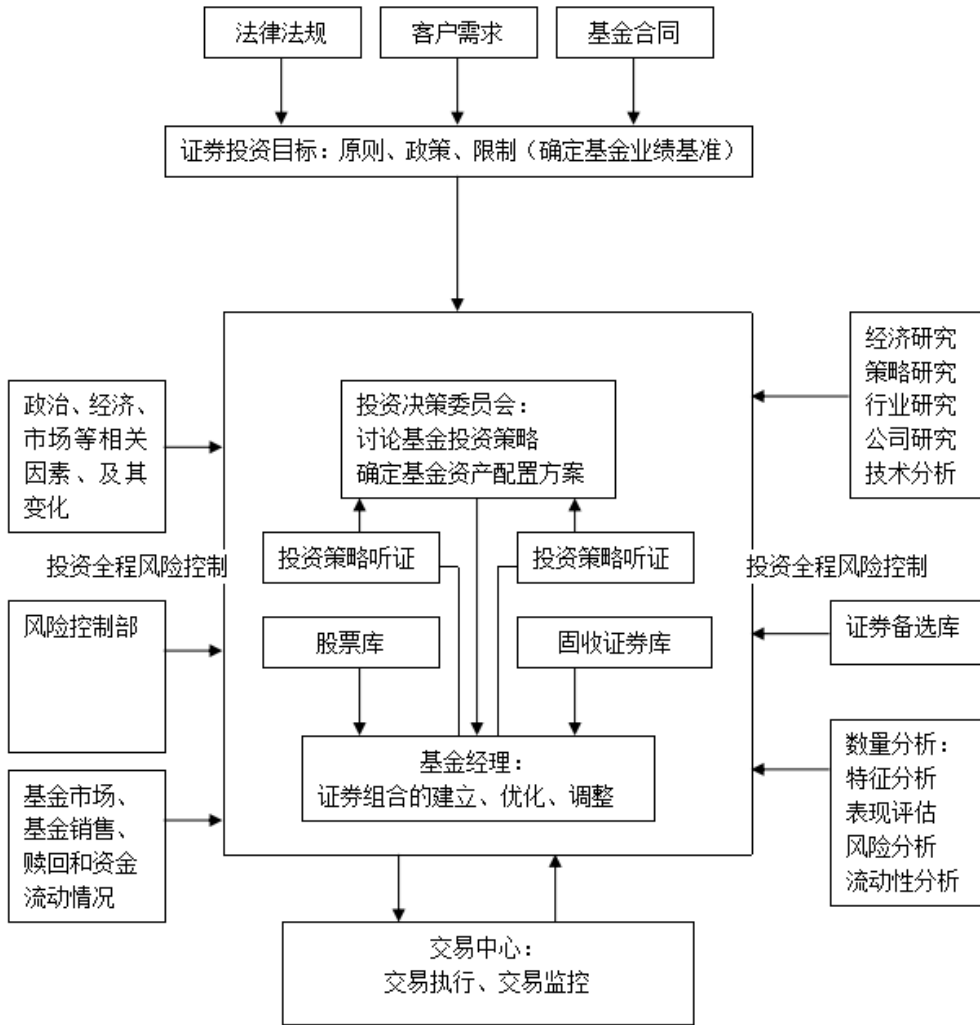 法律法规
客户需求
基金合同
证券投资目标：原则、政策、限制（确定基金业绩基准）
政治、经济、
市场等相关
因素、及其
变化
投资全程风险控制
风险控制部
基金市场、
基金销售、
赎回和资金
流动情况
投资决策委员会：
讨论基金投资策略
确定基金资产配置方案
投资策略听证
投资策略听证
股票库
固收证券库
基金经理：
证券组合的建立、优化、调整
经济研究
策略研究
行业研究
公司研究
技术分析
投资全程风险控制
证券备选库
数量分析：
特征分析
表现评估
风险分析
流动性分析
交易中心：
交易执行、交易监控